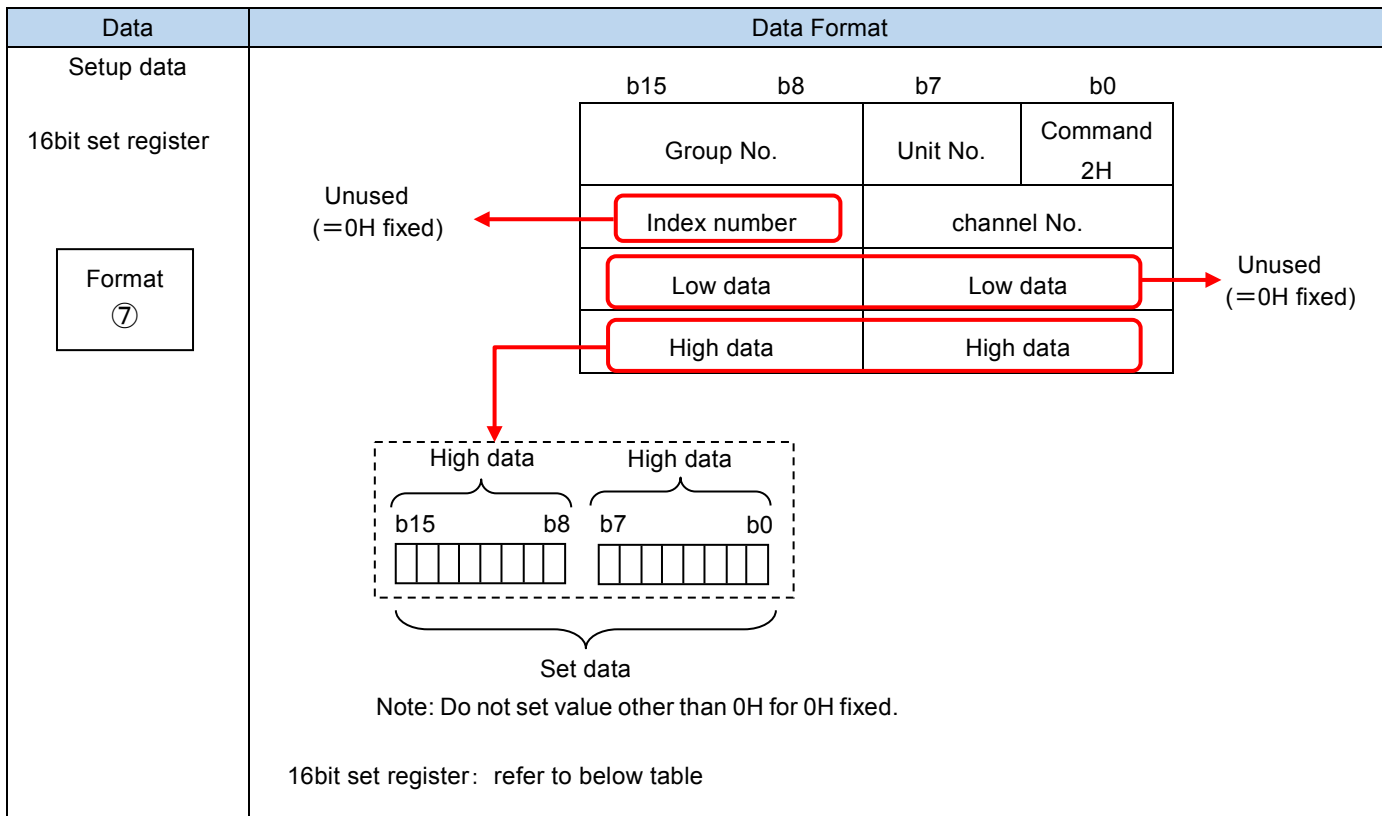 Data Data Format
Setup data
16bit set register
Format
⑦
b15 b8 b7 b0
Group No. Unit No. Command
2H
Unused
(＝0H fixed)
Index number channel No.
Low data Low data
Unused
(＝0H fixed)
High data High data
High data High data
b15 b8 b7 b0
Set data
Note: Do not set value other than 0H for 0H fixed.
16bit set register： refer to below table